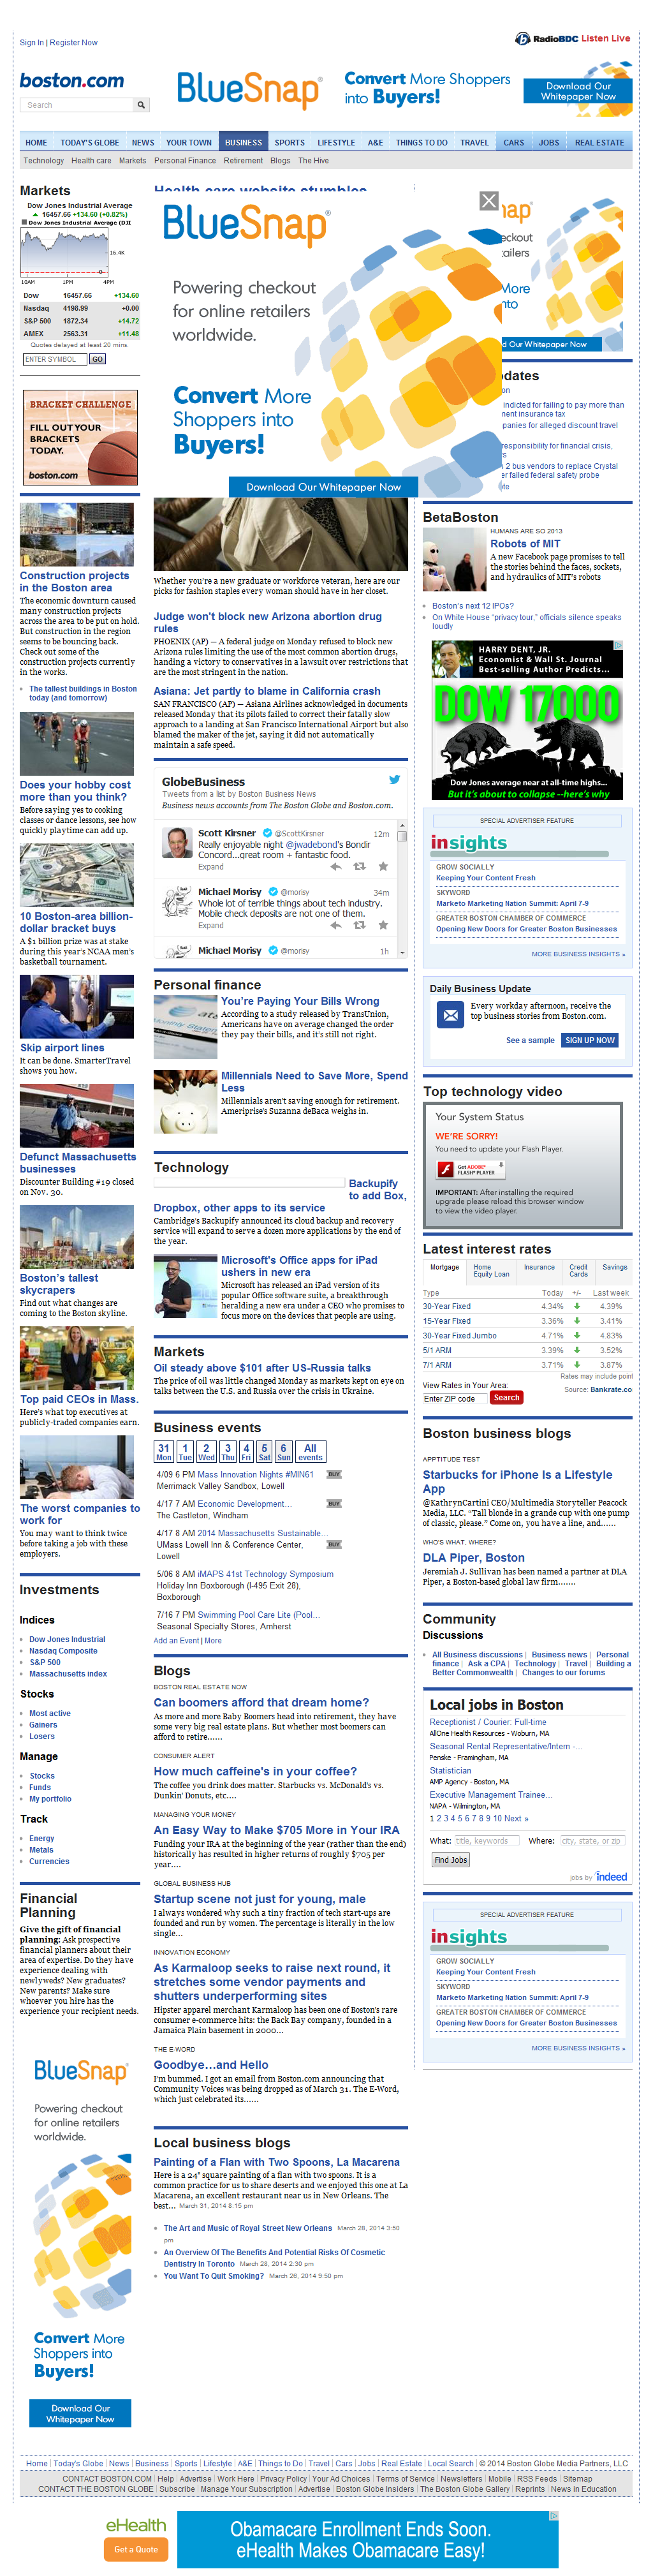 RadioBDC Listen Live
Sign In | Register Now
boston.com
Search
BlueSnap
Convert More Shoppers
into Buyers!
Download Our
Whitepaper Now
HOME TODAY'S GLOBE NEWS YOUR TOWN BUSINESS SPORTS LIFESTYLE A&E THINGS TO DO TRAVEL CARS JOBS REAL ESTATE
Technology Health care Markets Personal Finance Retirement Blogs The Hive
Markets
Dow Jones Industrial Average
16457.66 +134.60 (+0.82%)
Dow Jones Industrial Average (DJI
16.4K
0
10AM 1PM 4PM
Dow 16457.66 +134.60
Nasdaq 4198.99 +0.00
S&P 500 1872.34 +14.72
AMEX 2563.31 +11.48
Quotes delayed at least 20 mins
ENTER SYMBOL GO
BRACKET CHALLENGE
FILL OUT YOUR
BRACKETS
TODAY.
boston.com
Construction projects
in the Boston area
The economic downturn caused
many construction projects
across the area to be put on hold.
But construction in the region
seems to be bouncing back.
Check out some of the
construction projects currently
in the works.
The tallest buildings in Boston
today (and tomorrow)
Does your hobby cost
more than you think?
Before saying yes to cooking
classes or dance lessons, see how
quickly playtime can add up.
10 Boston-area billion-
dollar bracket buys
A $1 billion prize was at stake
during this year's NCAA men's
basketball tournament.
Skip airport lines
It can be done. SmarterTravel
shows you how.
Defunct Massachusetts
businesses
Discounter Building #19 closed
on Nov. 30.
Boston's tallest
skycrapers
Find out what changes are
coming to the Boston skyline.
Top paid CEOs in Mass.
Here's what top executives at
publicly-traded companies earn.
The worst companies to
work for
You may want to think twice
before taking a job with these
employers.
Investments
Indices
Dow Jones Industrial
Nasdaq Composite
S&P 500
Massachusetts index
Stocks
Most active
Gainers
Losers
Manage
Stocks
Funds
My portfolio
Track
Energy
Metals
Currencies
Financial
Planning
Give the gift of financial
planning: Ask prospective
financial planners about their
area of expertise. Do they have
experience dealing with
newlyweds? New graduates?
New parents? Make sure
whoever you hire has the
experience your recipient needs.
BlueSnap
Powering checkout
for online retailers
worldwide.
Convert More
Shoppers into
Buyers!
Download Our
Whitepaper Now
Health care website stumbles
BlueSnap
Powering checkout
for online retailers
worldwide.
Convert More
Shoppers into
Buyers!
Download Our Whitepaper Now
Whether you're a new graduate or workforce veteran, here are our
picks for fashion staples every woman should have in her closet.
Judge won't block new Arizona abortion drug
rules
PHOENIX (AP) — A federal judge on Monday refused to block new
Arizona rules limiting the use of the most common abortion drugs,
handing a victory to conservatives in a lawsuit over restrictions that
are the most stringent in the nation.
Asiana: Jet partly to blame in California crash
SAN FRANCISCO (AP) — Asiana Airlines acknowledged in documents
released Monday that its pilots failed to correct their fatally slow
approach to a landing at San Francisco International Airport but also
blamed the maker of the jet, saying it did not automatically
maintain a safe speed.
GlobeBusiness
Tweets from a list by Boston Business News
Business news accounts from The Boston Globe and Boston.com.
Scott Kirsner @ScottKirsner 12m
Really enjoyable night @jwadebond's Bondir
Concord...great room + fantastic food.
Expand
Michael Morisy @morisy 34m
Whole lot of terrible things about tech industry.
Mobile check deposits are not one of them.
Expand
Michael Morisy @morisy 1h
Personal finance
You're Paying Your Bills Wrong
According to a study released by TransUnion,
Americans have on average changed the order
they pay their bills, and it's still not right.
Millennials Need to Save More, Spend
Less
Millennials aren't saving enough for retirement.
Ameriprise's Suzanna deBaca weighs in.
Technology
Backupify
to add Box,
Dropbox, other apps to its service
Cambridge's Backupify announced its cloud backup and recovery
service will expand to serve a dozen more applications by the end of
the year.
Microsoft's Office apps for iPad
ushers in new era
Microsoft has released an iPad version of its
popular Office software suite, a breakthrough
heralding a new era under a CEO who promises to
focus more on the devices that people are using.
Markets
Oil steady above $101 after US-Russia talks
The price of oil was little changed Monday as markets kept on eye on
talks between the U.S. and Russia over the crisis in Ukraine.
Business events
31 1 2 3 4 5 6 All
Mon Tue Wed Thu Fri Sat Sun events
4/09 6 PM Mass Innovation Nights #MIN61 BUY
Merrimack Valley Sandbox, Lowell
4/17 7 AM Economic Development... BUY
The Castleton, Windham
4/17 8 AM 2014 Massachusetts Sustainable...
UMass Lowell Inn & Conference Center, BUY
Lowell
5/06 8 AM iMAPS 41st Technology Symposium
Holiday Inn Boxborough (I-495 Exit 28),
Boxborough
7/16 7 PM Swimming Pool Care Lite (Pool...
Seasonal Specialty Stores, Amherst
Add an Event | More
Blogs
BOSTON REAL ESTATE NOW
Can boomers afford that dream home?
As more and more Baby Boomers head into retirement, they have
some very big real estate plans. But whether most boomers can
afford to retire......
CONSUMER ALERT
How much caffeine's in your coffee?
The coffee you drink does matter. Starbucks vs. McDonald's vs.
Dunkin' Donuts, etc....
MANAGING YOUR MONEY
An Easy Way to Make $705 More in Your IRA
Funding your IRA at the beginning of the year (rather than the end)
historically has resulted in higher returns of roughly $705 per
year....
GLOBAL BUSINESS HUB
Startup scene not just for young, male
I always wondered why such a tiny fraction of tech start-ups are
founded and run by women. The percentage is literally in the low
single...
INNOVATION ECONOMY
As Karmaloop seeks to raise next round, it
stretches some vendor payments and
shutters underperforming sites
Hipster apparel merchant Karmaloop has been one of Boston's rare
consumer e-commerce hits: the Back Bay company, founded in a
Jamaica Plain basement in 2000...
THE E-WORD
Goodbye...and Hello
I'm bummed. I got an email from Boston.com announcing that
Community Voices was being dropped as of March 31. The E-Word,
which just celebrated its......
Local business blogs
Painting of a Flan with Two Spoons, La Macarena
Here is a 24" square painting of a flan with two spoons. It is a
common practice for us to share deserts and we enjoyed this one at La
Macarena, an excellent restaurant near us in New Orleans. The
best... March 31, 2014 8:15 pm
The Art and Music of Royal Street New Orleans March 28, 2014 3:50
pm
An Overview Of The Benefits And Potential Risks Of Cosmetic
Dentistry In Toronto March 28, 2014 2:30 pm
You Want To Quit Smoking? March 26, 2014 9:50 pm
nap
eckout
ailers
More
nto
d Our Whitepaper Now
dates
on
indicted for failing to pay more than
nent insurance tax
panies for alleged discount travel
responsibility for financial crisis,
s
n 2 bus vendors to replace Crystal
er failed federal safety probe
te
BetaBoston
HUMANS ARE SO 2013
Robots of MIT
A new Facebook page promises to tell
the stories behind the faces, sockets,
and hydraulics of MIT's robots
Boston's next 12 IPOs?
On White House “privacy tour,” officials silence speaks
loudly
HARRY DENT, JR.
Economist & Wall St. Journal
Best-selling Author Predicts...
DOW 17000
Dow Jones average near at all-time highs...
But it's about to collapse --here's why
SPECIAL ADVERTISER FEATURE
insights
GROW SOCIALLY
Keeping Your Content Fresh
SKYWORD
Marketo Marketing Nation Summit: April 7-9
GREATER BOSTON CHAMBER OF COMMERCE
Opening New Doors for Greater Boston Businesses
MORE BUSINESS INSIGHTS »
Daily Business Update
Every workday afternoon, receive the
top business stories from Boston.com.
See a sample SIGN UP NOW
Top technology video
Your System Status
WE'RE SORRY!
You need to update your Flash Player.
Get ADOBE®
FLASH® PLAYER
IMPORTANT: After installing the required
upgrade please reload this browser window
to view the video player.
Latest interest rates
Mortgage Home Insurance Credit Savings
Equity Loan Cards
Type Today +/- Last week
30-Year Fixed 4.34% 4.39%
15-Year Fixed 3.36% 3.41%
30-Year Fixed Jumbo 4.71% 4.83%
5/1 ARM 3.39% 3.52%
7/1 ARM 3.71% 3.87%
Rates may include point
View Rates in Your Area:
Source: Bankrate.co
Enter ZIP code Search
Boston business blogs
APPTITUDE TEST
Starbucks for iPhone Is a Lifestyle
App
@KathrynCartini CEO/Multimedia Storyteller Peacock
Media, LLC. “Tall blonde in a grande cup with one pump
of classic, please.” Come on, you have a line, and......
WHO'S WHAT, WHERE?
DLA Piper, Boston
Jeremiah J. Sullivan has been named a partner at DLA
Piper, a Boston-based global law firm.......
Community
Discussions
All Business discussions | Business news | Personal
finance | Ask a CPA | Technology | Travel | Building a
Better Commonwealth | Changes to our forums
Local jobs in Boston
Receptionist / Courier: Full-time
AllOne Health Resources - Woburn, MA
Seasonal Rental Representative/Intern -...
Penske - Framingham, MA
Statistician
AMP Agency - Boston, MA
Executive Management Trainee...
NAPA - Wilmington, MA
1 2 3 4 5 6 7 8 9 10 Next »
What: title, keywords Where: city, state, or zip
Find Jobs
jobs by indeed
SPECIAL ADVERTISER FEATURE
insights
GROW SOCIALLY
Keeping Your Content Fresh
SKYWORD
Marketo Marketing Nation Summit: April 7-9
GREATER BOSTON CHAMBER OF COMMERCE
Opening New Doors for Greater Boston Businesses
MORE BUSINESS INSIGHTS »
Home | Today's Globe | News | Business | Sports | Lifestyle | A&E | Things to Do | Travel | Cars | Jobs | Real Estate | Local Search | © 2014 Boston Globe Media Partners, LLC
CONTACT BOSTON.COM | Help | Advertise | Work Here | Privacy Policy | Your Ad Choices | Terms of Service | Newsletters | Mobile | RSS Feeds | Sitemap
CONTACT THE BOSTON GLOBE | Subscribe | Manage Your Subscription | Advertise | Boston Globe Insiders | The Boston Globe Gallery | Reprints | News in Education
eHealth
Get a Quote
Obamacare Enrollment Ends Soon.
eHealth Makes Obamacare Easy!